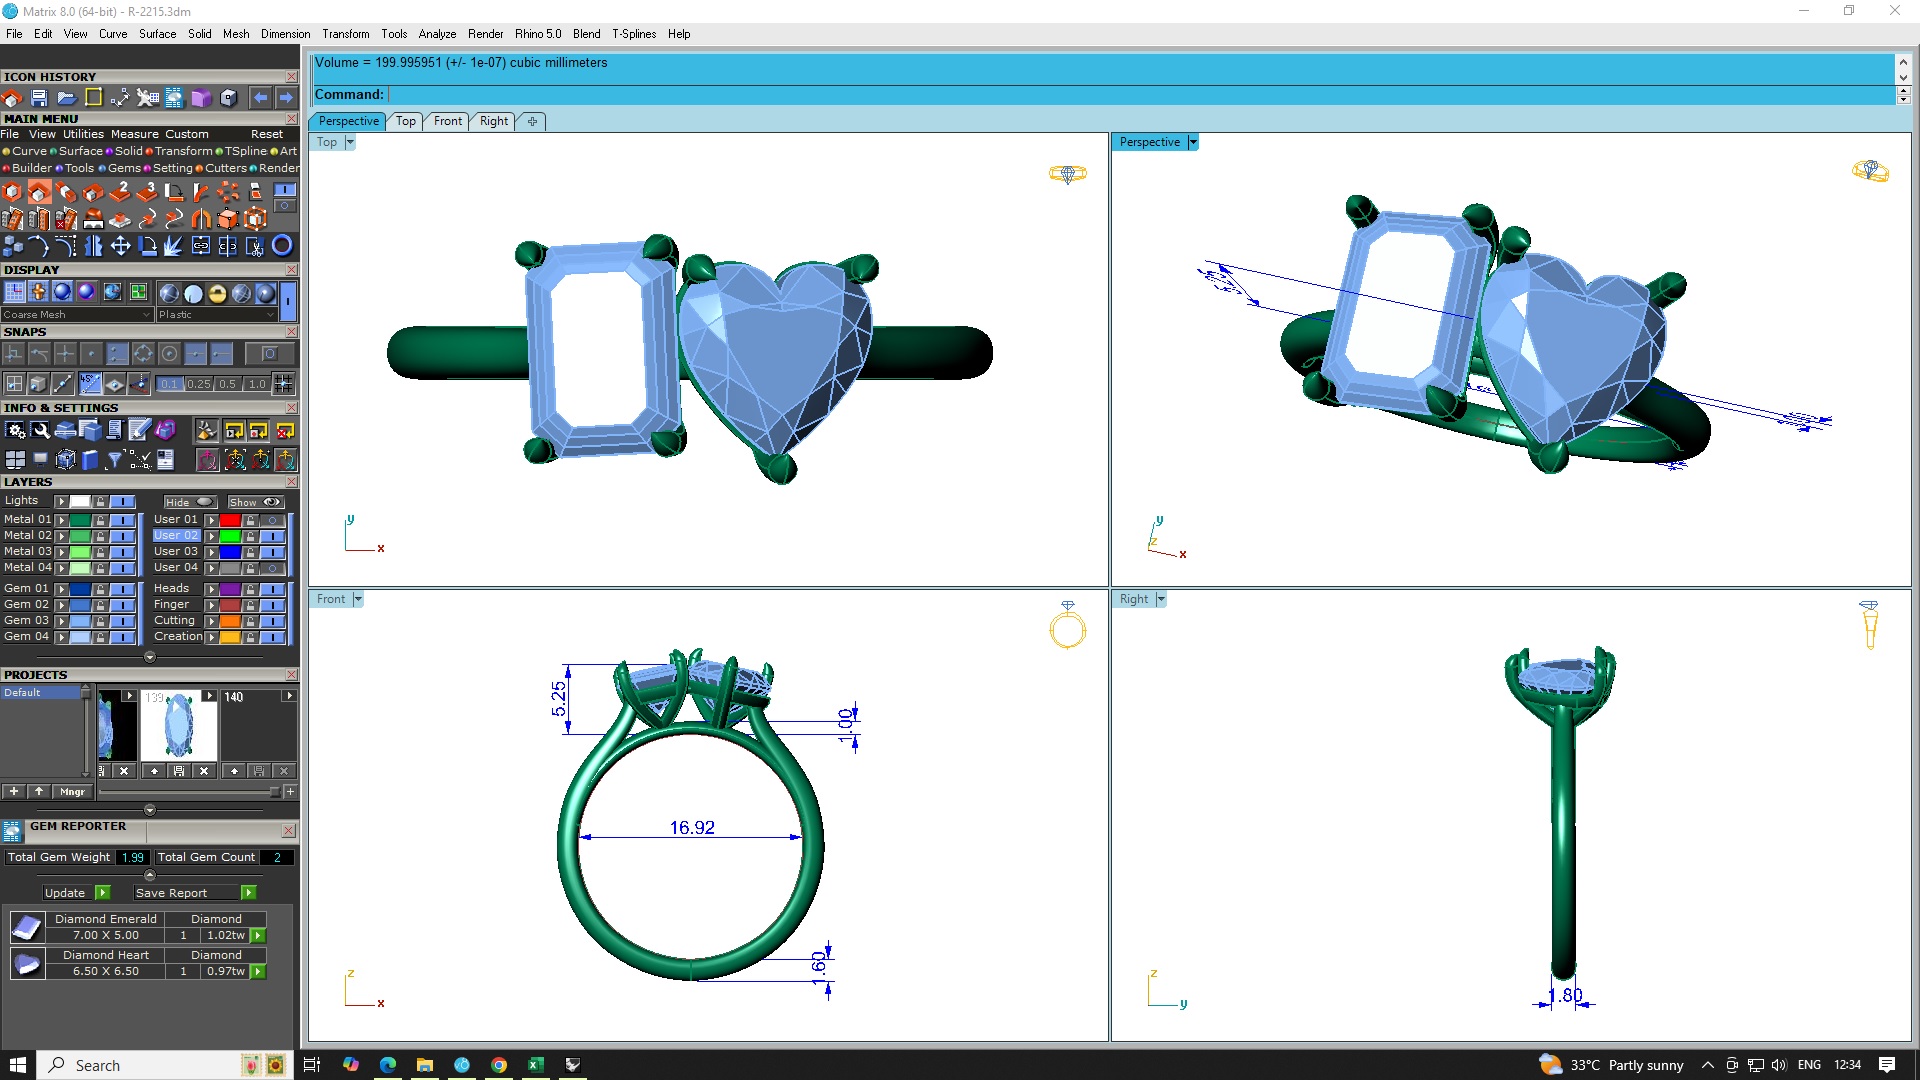 Matrix 8.0 (64-bit) - R-2215.3dm
File Edit View Curve Surface Solid Mesh Dimension Transform Tools Analyze Render Rhino 5.0 Blend T-Splines Help
ICON HISTORY
Volume = 199.995951 (+/- 1e-07) cubic millimeters
Command:
MAIN MENU
File View Utilities Measure Custom Reset
Curve Surface Solid Transform TSpline Art
Builder Tools Gems Setting Cutters Render
Perspective Top Front Right
Top
Perspective
2 3
DISPLAY
Coarse Mesh Plastic
SNAPS
45°
0.1 0.25 0.5 1.0
INFO & SETTINGS
LAYERS
Lights Hide Show
Metal 01 User 01
Metal 02 User 02
Metal 03 User 03
Metal 04 User 04
Gem 01 Heads
Gem 02 Finger
Gem 03 Cutting
Gem 04 Creation
y
x
y
z
x
Front
Right
PROJECTS
Default
139
140
Mngr
GEM REPORTER
Total Gem Weight 1.99 Total Gem Count 2
Update Save Report
Diamond Emerald Diamond
7.00 X 5.00 1 1.02tw
Diamond Heart Diamond
6.50 X 6.50 1 0.97tw
5.25
1.00
16.92
1.60
1.80
z
x
z
y
Search
33°C Partly sunny
ENG
12:34